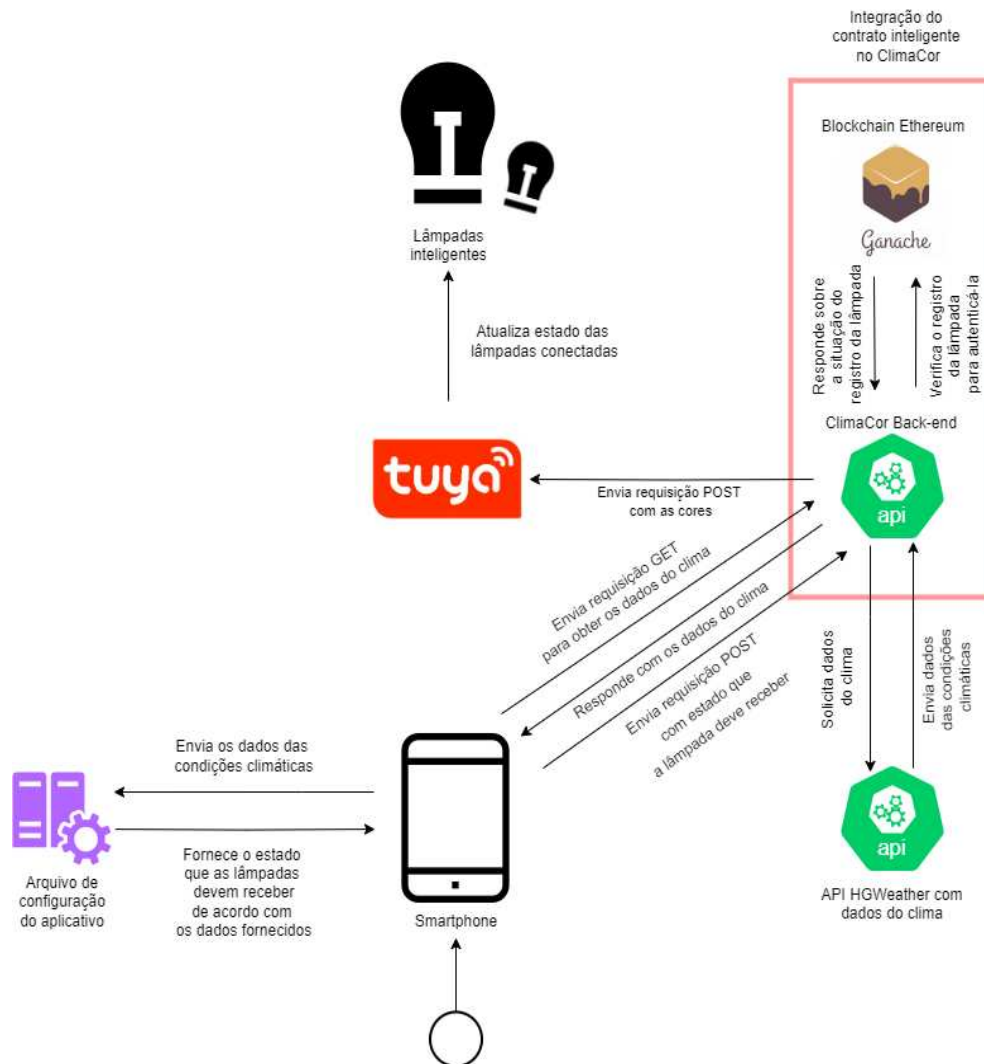 Integração do
contrato inteligente
no ClimaCor
Blockchain Ethereum
Ganache
Lâmpadas
inteligentes
Responde sobre
a situação do
registro da lâmpada
Verifica o registro
da lâmpada
para autenticá-la
Atualiza estado das
lâmpadas conectadas
ClimaCor Back-end
tuya
api
Envia requisição POST
com as cores
Envia requisição GET
para obter os dados do clima
Responde com os dados do clima
Envia requisição POST
com estado que
a lâmpada deve receber
Solicita dados
do clima
Envia dados
das condições
climáticas
Envia os dados das
condições climáticas
api
Fornece o estado
que as lâmpadas
devem receber
de acordo com
os dados fornecidos
Arquivo de
configuração
do aplicativo
Smartphone
API HGWeather com
dados do clima